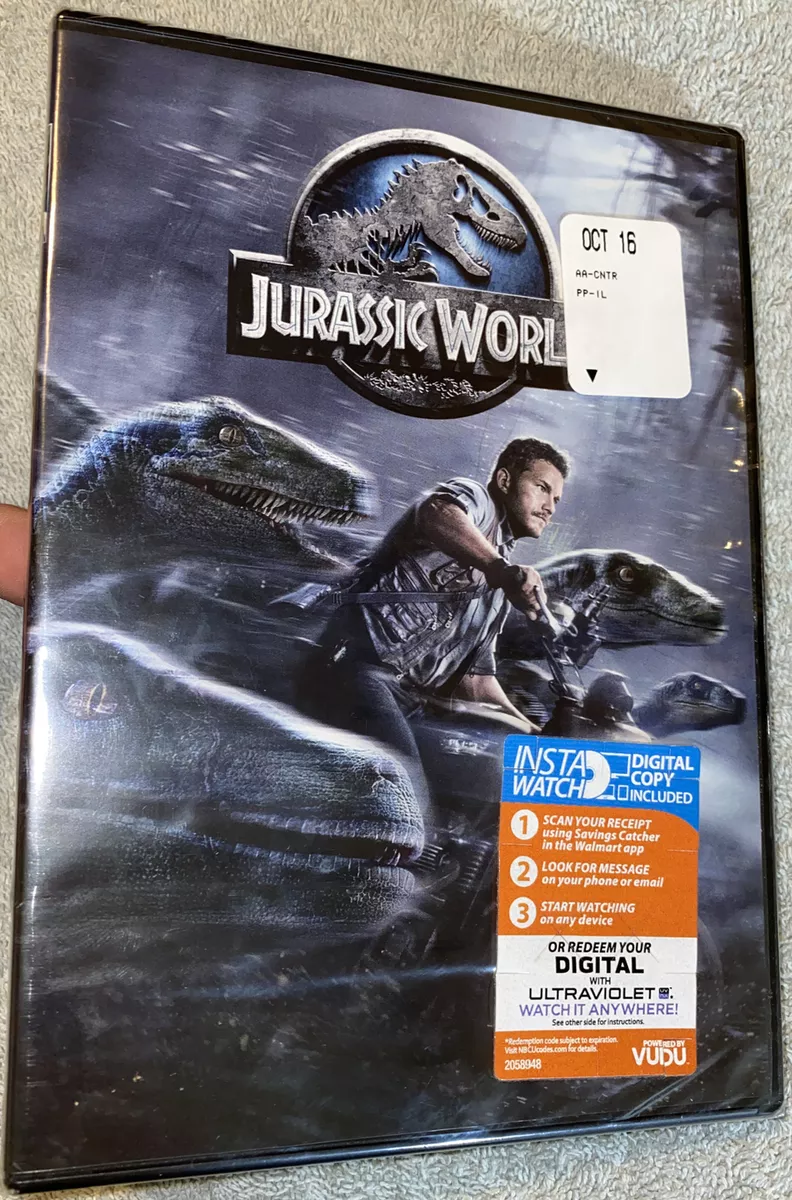 OCT 16
AA-CNTR
PP-IL
JURASSIC WORL
INSTA
WATCH
DIGITAL
COPY
INCLUDED
1 SCAN YOUR RECEIPT
using Savings Catcher
in the Walmart app
2 LOOK FOR MESSAGE
on your phone or email
3 START WATCHING
on any device
OR REDEEM YOUR
DIGITAL
WITH
ULTRAVIOLET
WATCH IT ANYWHERE!
See other side for instructions.
*Redemption code subject to expiration.
Visit NBCUcodes.com for details.
2058948
POWERED BY
VUDU